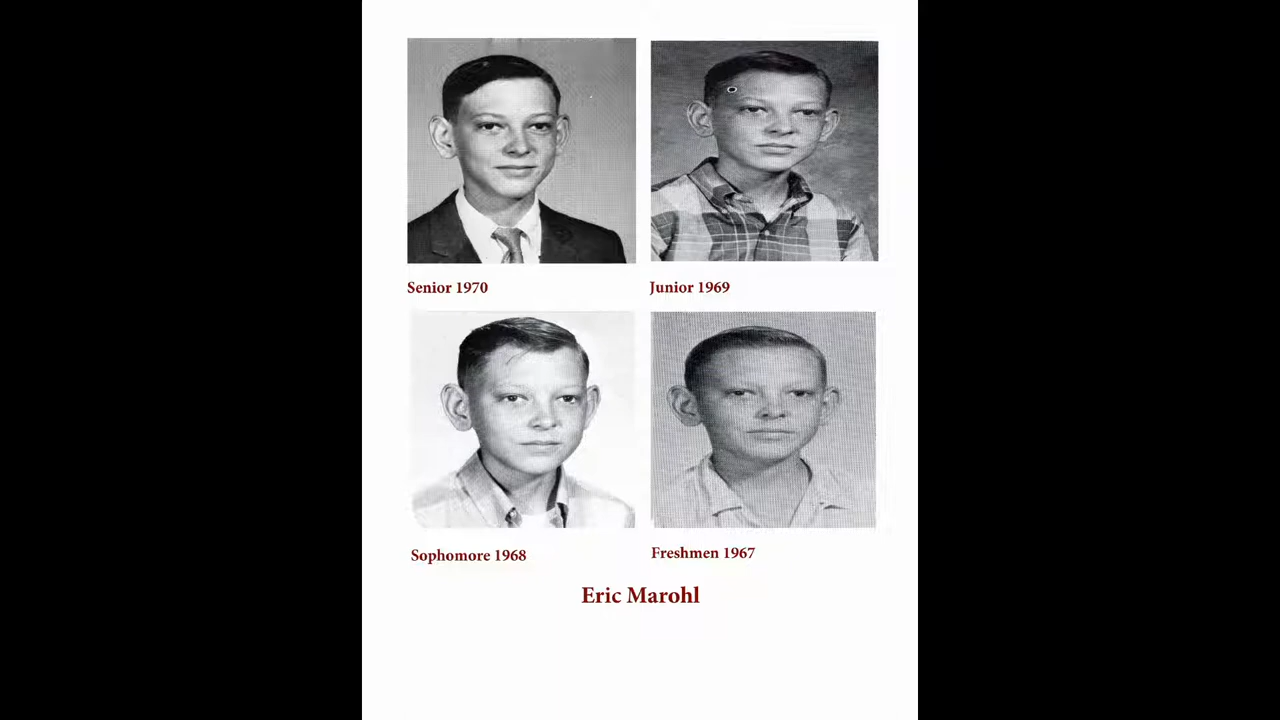 Senior 1970
Junior 1969
Sophomore 1968
Freshmen 1967
Eric Marohl